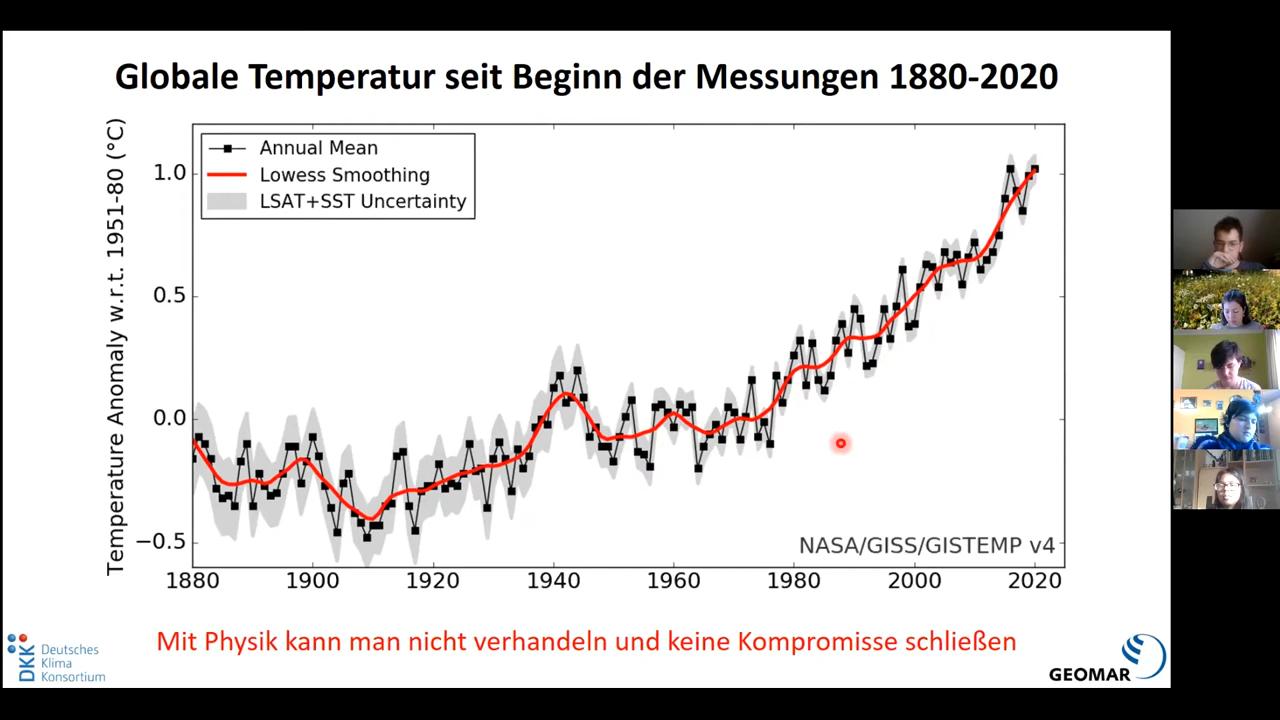 Globale Temperatur seit Beginn der Messungen 1880-2020
Temperature Anomaly w.r.t. 1951-80 (°C)
Annual Mean
Lowess Smoothing
LSAT+SST Uncertainty
1.0
0.5
0.0
−0.5
NASA/GISS/GISTEMP v4
1880 1900 1920 1940 1960 1980 2000 2020
Mit Physik kann man nicht verhandeln und keine Kompromisse schließen
DKK
Deutsches
Klima
Konsortium
GEOMAR